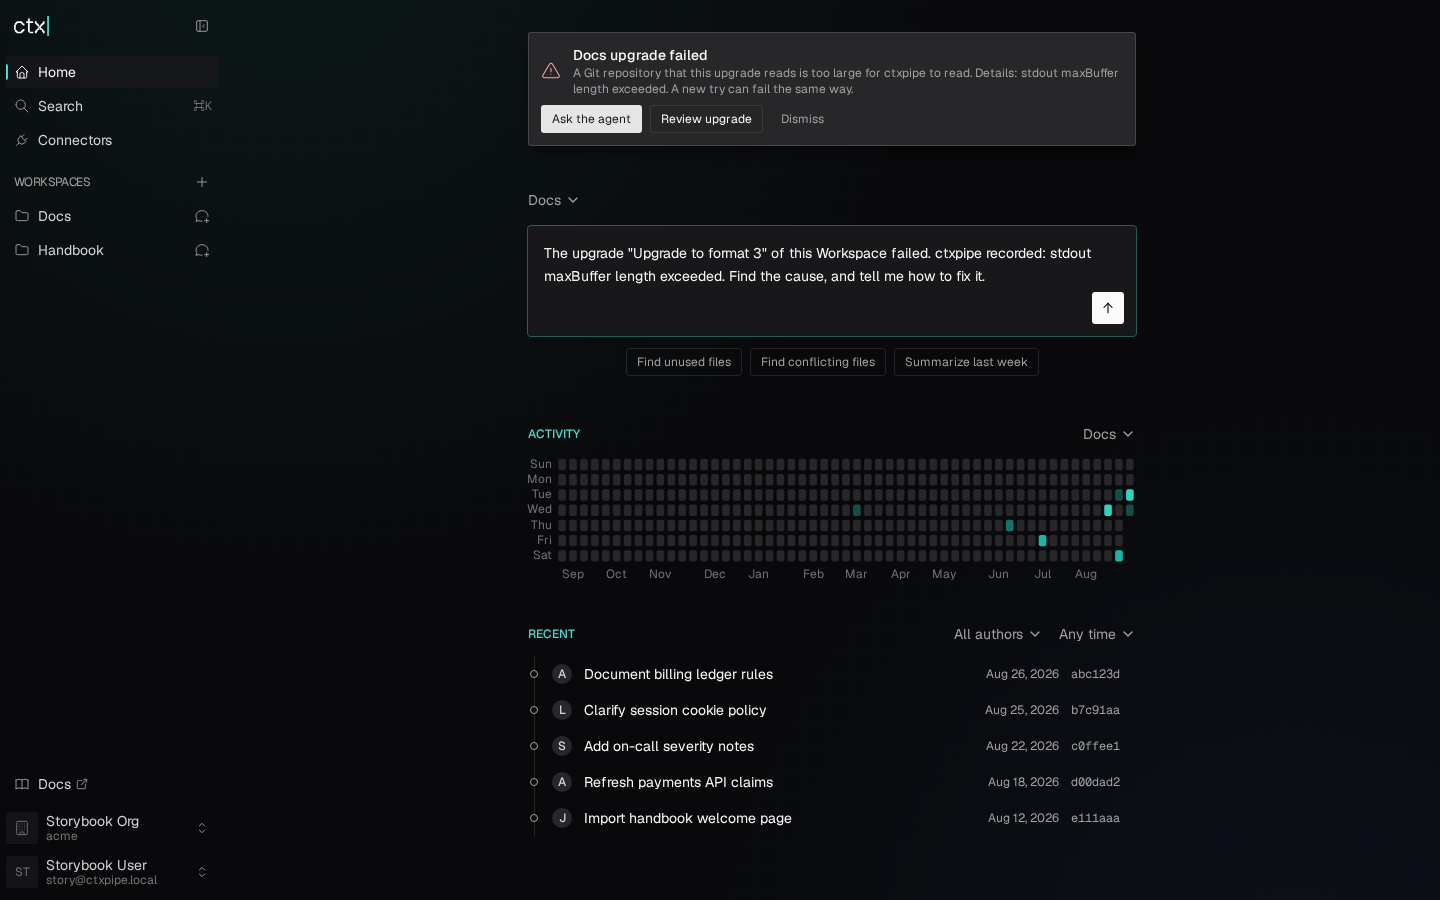 ctx
Home
Search ⌘K
Connectors
WORKSPACES
Docs
Handbook
Docs
Storybook Org
acme
ST
Storybook User
story@ctxpipe.local
Docs upgrade failed
A Git repository that this upgrade reads is too large for ctxpipe to read. Details: stdout maxBuffer
length exceeded. A new try can fail the same way.
Ask the agent Review upgrade Dismiss
Docs
The upgrade "Upgrade to format 3" of this Workspace failed. ctxpipe recorded: stdout
maxBuffer length exceeded. Find the cause, and tell me how to fix it.
Find unused files Find conflicting files Summarize last week
ACTIVITY Docs
Sun
Mon
Tue
Wed
Thu
Fri
Sat
Sep Oct Nov Dec Jan Feb Mar Apr May Jun Jul Aug
RECENT All authors Any time
A Document billing ledger rules Aug 26, 2026 abc123d
L Clarify session cookie policy Aug 25, 2026 b7c91aa
S Add on-call severity notes Aug 22, 2026 c0ffee1
A Refresh payments API claims Aug 18, 2026 d00dad2
J Import handbook welcome page Aug 12, 2026 e111aaa